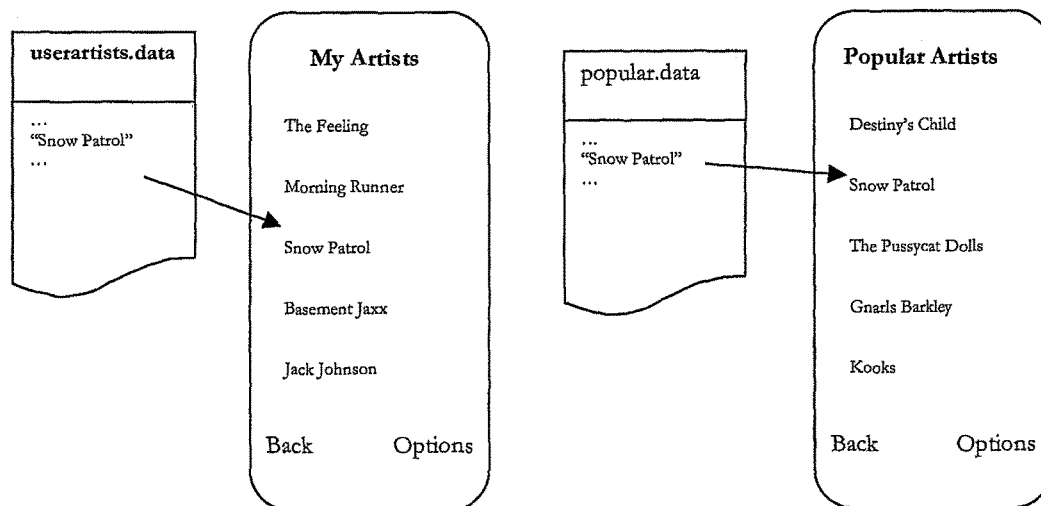 userartists.data
...
“Snow Patrol”
...
My Artists
The Feeling
Morning Runner
Snow Patrol
Basement Jaxx
Jack Johnson
Back Options
popular.data
...
“Snow Patrol”
...
Popular Artists
Destiny's Child
Snow Patrol
The Pussycat Dolls
Gnarls Barkley
Kooks
Back Options